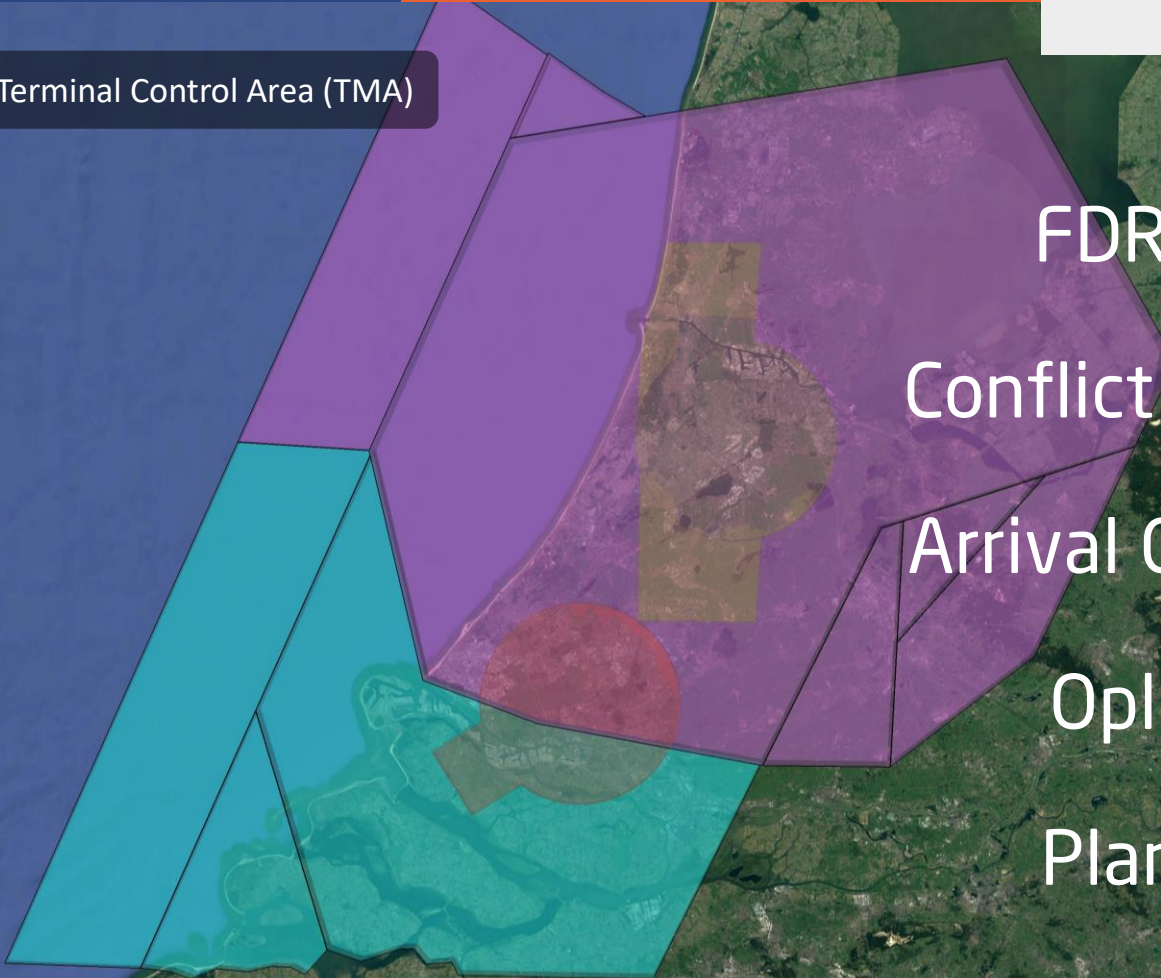 Terminal Control Area (TMA)
FDR
Conflict
Arrival
Opl
Plan